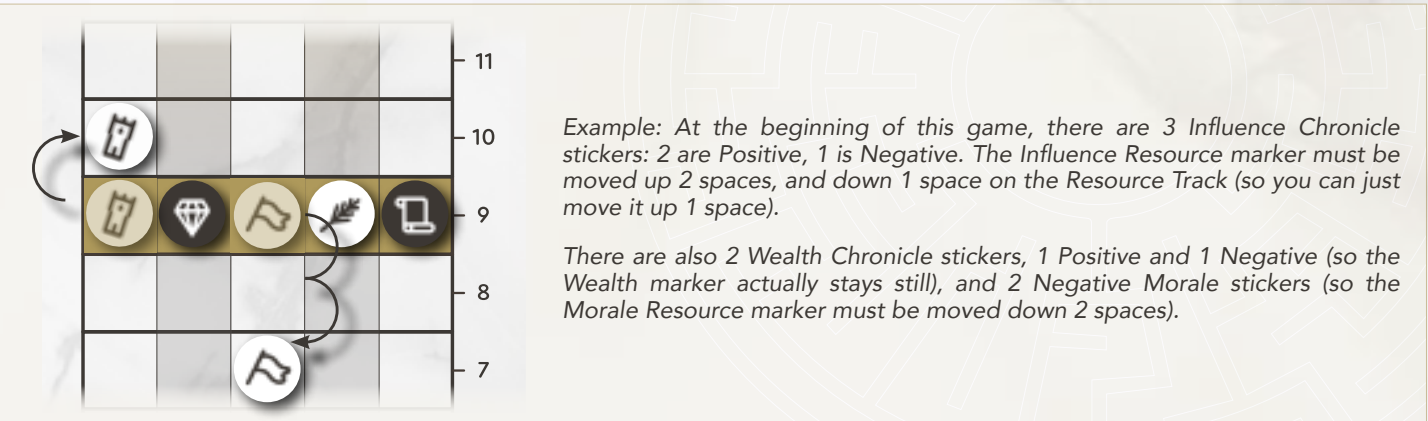 11
10
9
8
7
Example: At the beginning of this game, there are 3 Influence Chronicle
stickers: 2 are Positive, 1 is Negative. The Influence Resource marker must be
moved up 2 spaces, and down 1 space on the Resource Track (so you can just
move it up 1 space).
There are also 2 Wealth Chronicle stickers, 1 Positive and 1 Negative (so the
Wealth marker actually stays still), and 2 Negative Morale stickers (so the
Morale Resource marker must be moved down 2 spaces).